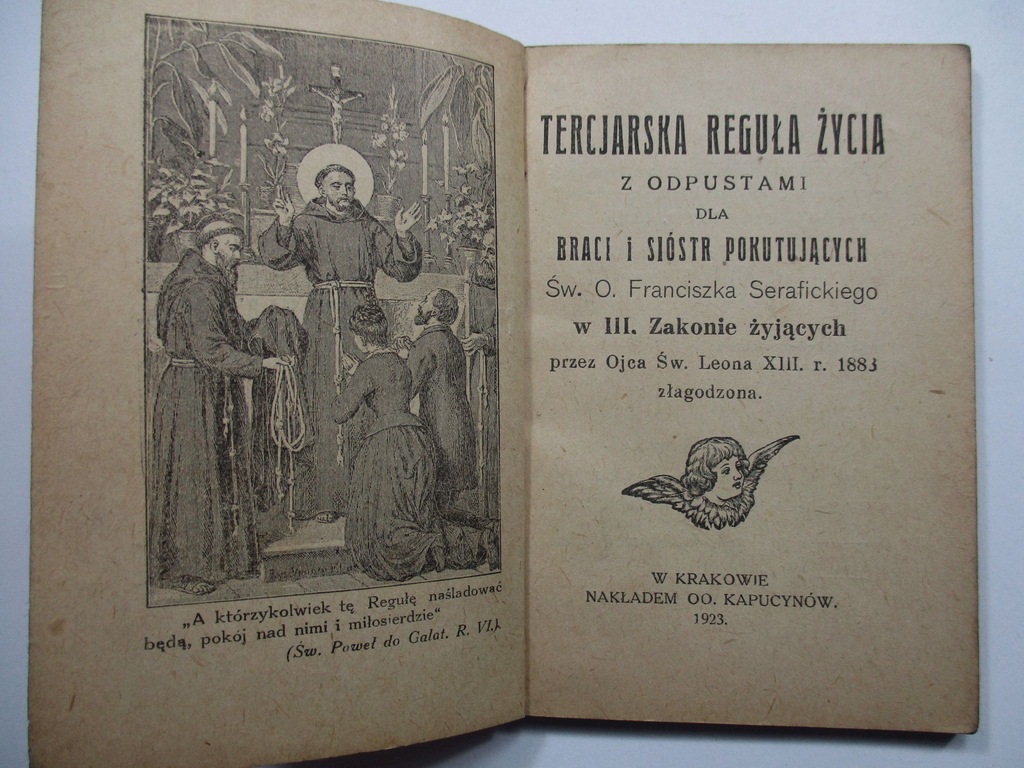 „A którzykolwiek tę Regułę naśladować
będą, pokój nad nimi i miłosierdzie“
(Św. Poweł do Galat. R. VI.).
TERCJARSKA REGUŁA ŻYCIA
Z ODPUSTAMI
DLA
BRACI i SIÓSTR POKUTUJĄCYCH
Św. O. Franciszka Serafickiego
w III. Zakonie żyjących
przez Ojca Św. Leona XIII. r. 1883
złagodzona.
W KRAKOWIE
NAKŁADEM OO. KAPUCYNÓW.
1923.